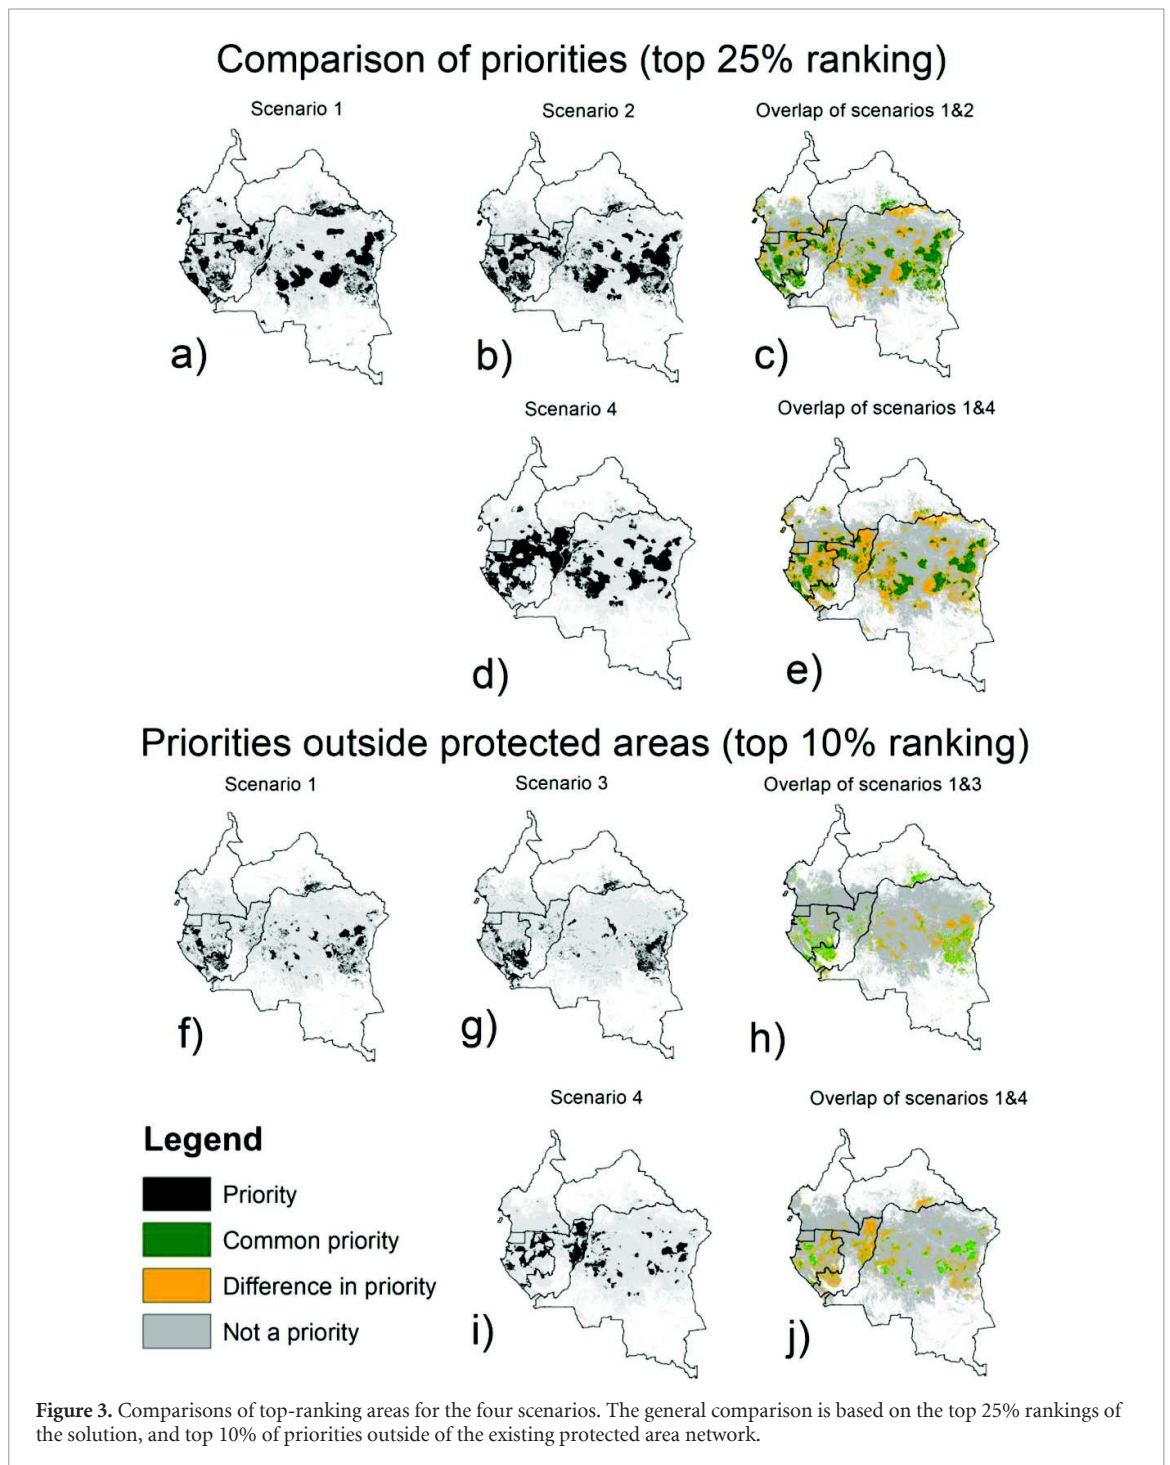 Comparison of priorities (top 25% ranking)
Scenario 1
Scenario 2
Overlap of scenarios 1&2
a)
b)
c)
Scenario 4
Overlap of scenarios 1&4
d)
e)
Priorities outside protected areas (top 10% ranking)
Scenario 1
Scenario 3
Overlap of scenarios 1&3
f)
g)
h)
Scenario 4
Overlap of scenarios 1&4
i)
j)
Legend
Priority
Common priority
Difference in priority
Not a priority
Figure 3. Comparisons of top-ranking areas for the four scenarios. The general comparison is based on the top 25% rankings of
the solution, and top 10% of priorities outside of the existing protected area network.